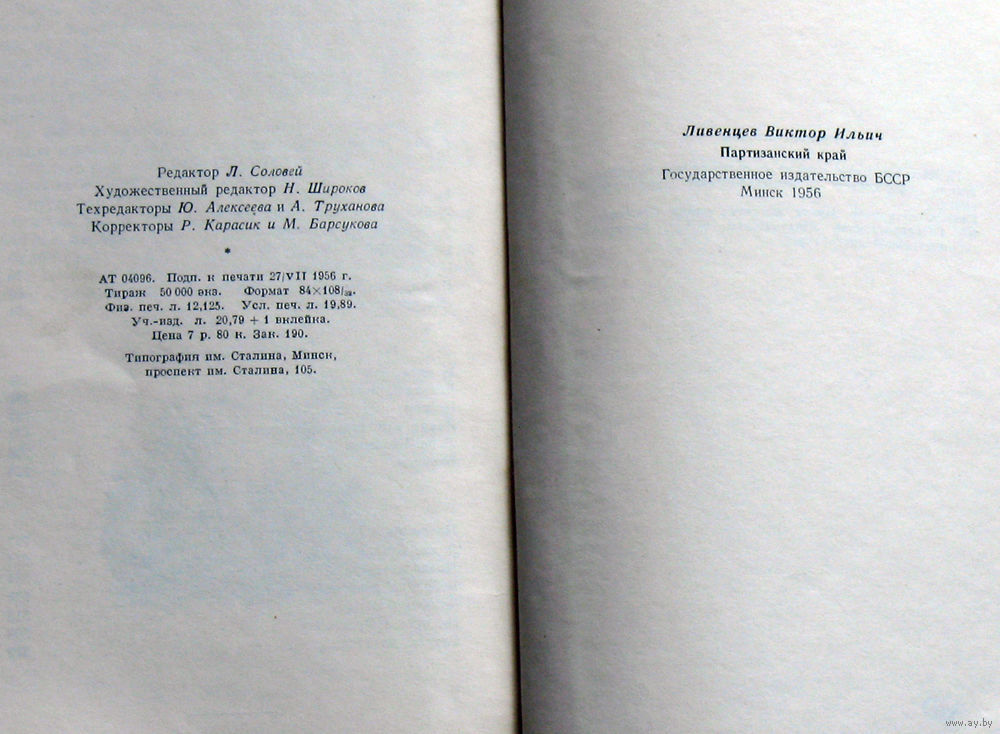 Редактор Л. Соловей
Художественный редактор Н. Широков
Техредакторы Ю. Алексеева и А. Труханова
Корректоры Р. Карасик и М. Барсукова
*
АТ 04096. Подп. к печати 27/VII 1956 г.
Тираж 50 000 экз. Формат 84×108/₃₂.
Физ. печ. л. 12,125. Усл. печ. л. 19,89.
Уч.-изд. л. 20,79 + 1 вклейка.
Цена 7 р. 80 к. Зак. 190.
Типография им. Сталина, Минск,
проспект им. Сталина, 105.
Ливенцев Виктор Ильич
Партизанский край
Государственное издательство БССР
Минск 1956
www.ay.by